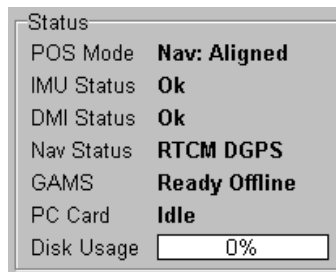 Status
POS Mode Nav: Aligned
IMU Status Ok
DMI Status Ok
Nav Status RTCM DGPS
GAMS Ready Offline
PC Card Idle
Disk Usage 0%